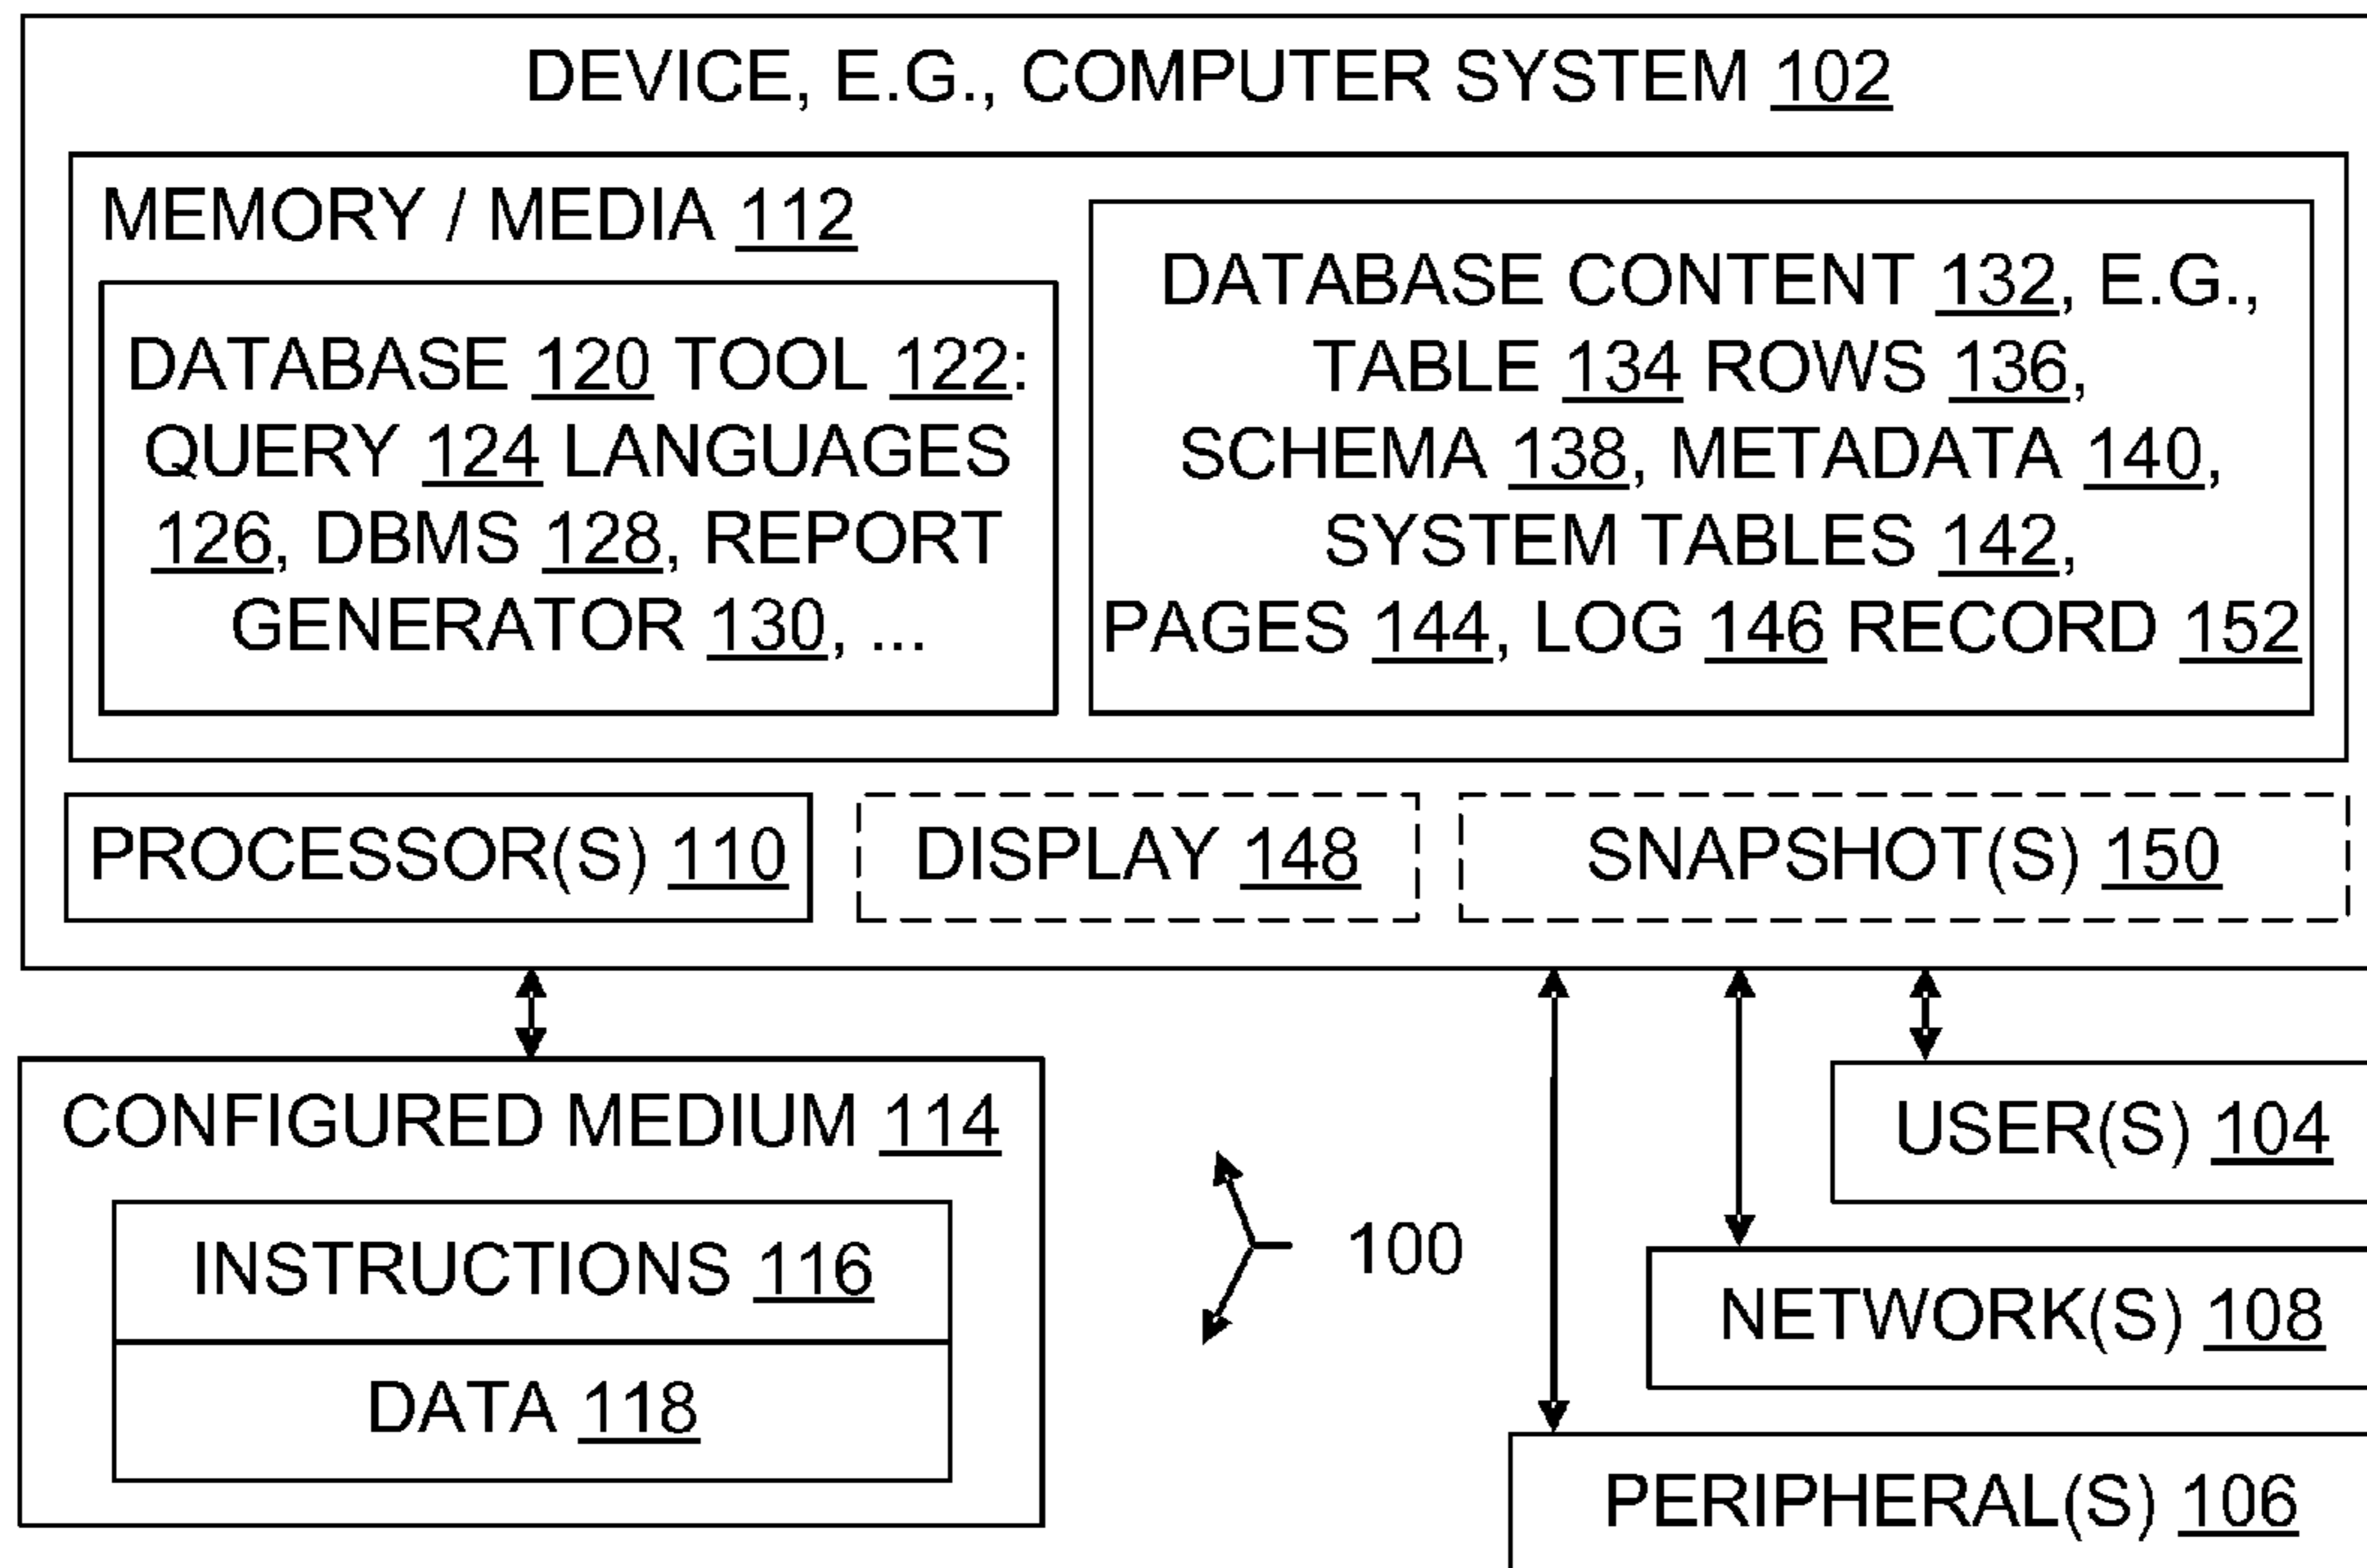 DEVICE, E.G., COMPUTER SYSTEM 102
MEMORY / MEDIA 112
DATABASE 120 TOOL 122:
QUERY 124 LANGUAGES
126, DBMS 128, REPORT
GENERATOR 130, ...
DATABASE CONTENT 132, E.G.,
TABLE 134 ROWS 136,
SCHEMA 138, METADATA 140,
SYSTEM TABLES 142,
PAGES 144, LOG 146 RECORD 152
PROCESSOR(S) 110
DISPLAY 148
SNAPSHOT(S) 150
CONFIGURED MEDIUM 114
INSTRUCTIONS 116
DATA 118
100
USER(S) 104
NETWORK(S) 108
PERIPHERAL(S) 106